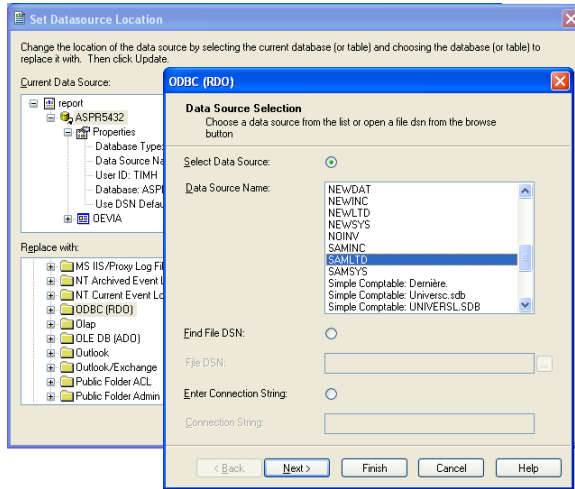 Set Datasource Location
Change the location of the data source by selecting the current database (or table) and choosing the database (or table) to
replace it with. Then click Update.
Current Data Source:
report
ASPR5432
Properties
Database Type:
Data Source Na
User ID: TIMH
Database: ASPI
Use DSN Defau
OEVIA
Replace with:
MS IIS/Proxy Log Fil
NT Archived Event L
NT Current Event Lo
ODBC (RDO)
Olap
OLE DB (ADO)
Outlook
Outlook/Exchange
Public Folder ACL
Public Folder Admin
ODBC (RDO)
Data Source Selection
Choose a data source from the list or open a file dsn from the browse
button
Select Data Source:
Data Source Name:
NEWDAT
NEWINC
NEWLTD
NEWSYS
NOINV
SAMINC
SAMLTD
SAMSYS
Simple Comptable: Dernière.
Simple Comptable: Universc.sdb
Simple Comptable: UNIVERSL.SDB
Find File DSN:
File DSN:
...
Enter Connection String:
Connection String:
< Back
Next >
Finish
Cancel
Help